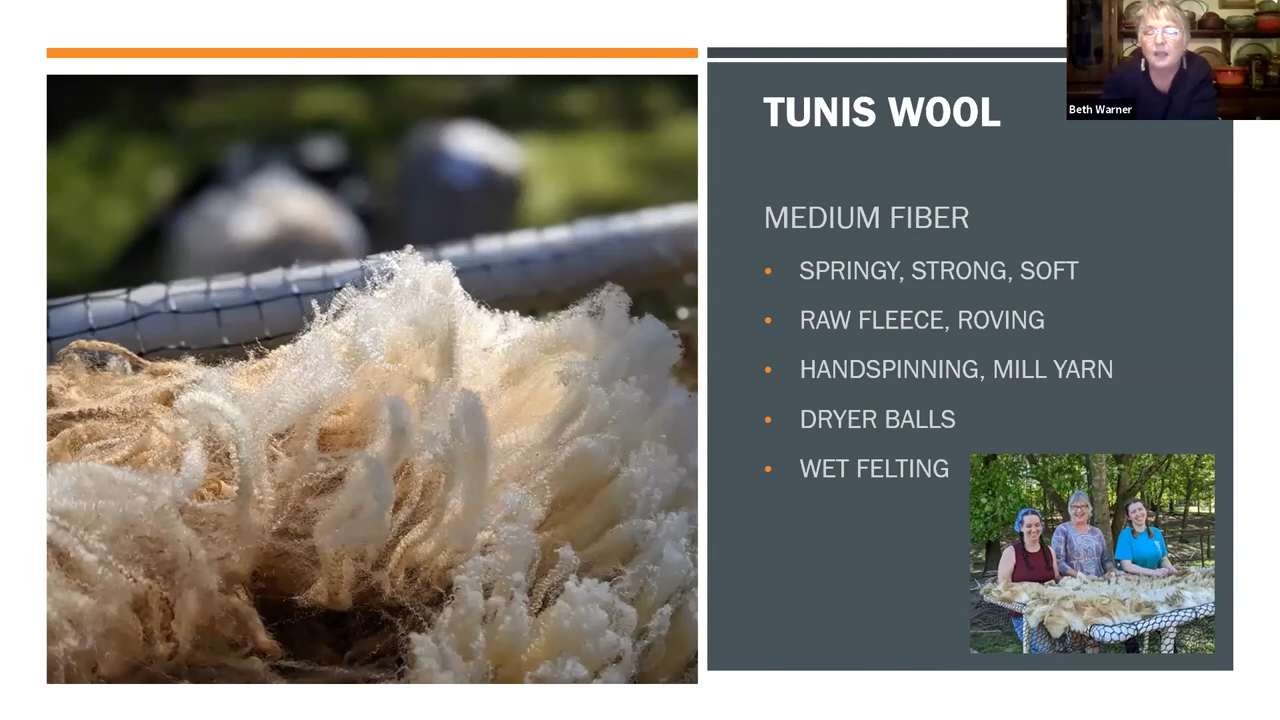 Beth Warner
TUNIS WOOL
MEDIUM FIBER
• SPRINGY, STRONG, SOFT
• RAW FLEECE, ROVING
• HANDSPINNING, MILL YARN
• DRYER BALLS
• WET FELTING